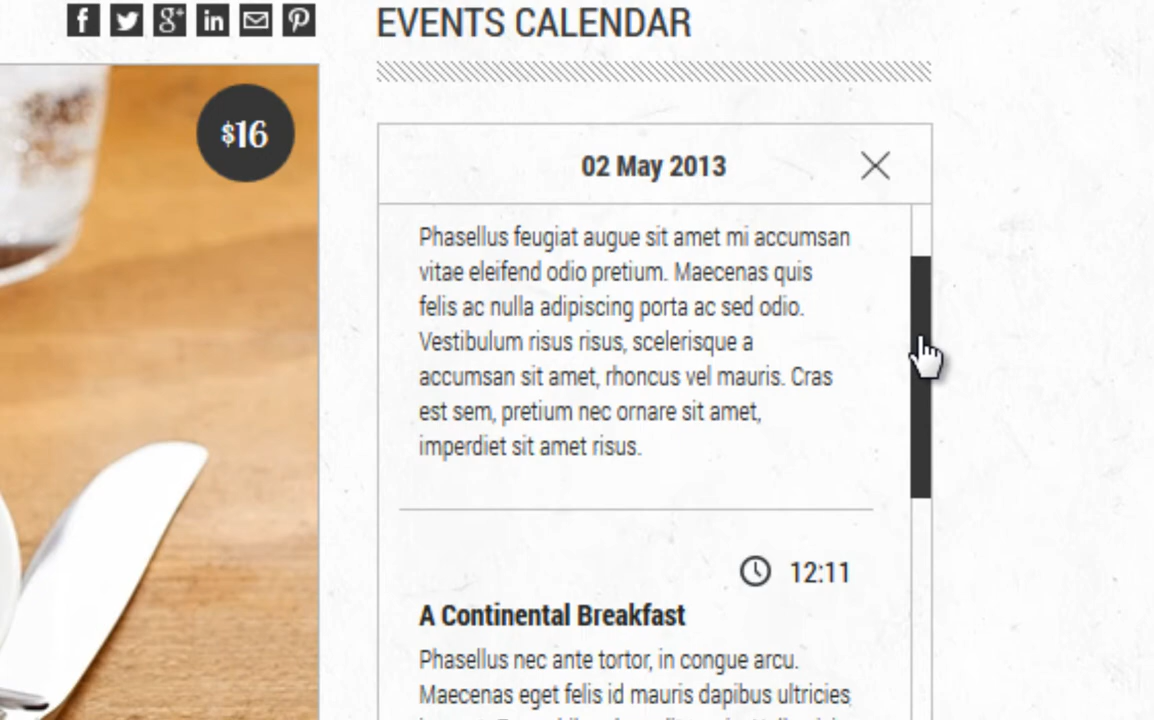 EVENTS CALENDAR
$16
02 May 2013
Phasellus feugiat augue sit amet mi accumsan
vitae eleifend odio pretium. Maecenas quis
felis ac nulla adipiscing porta ac sed odio.
Vestibulum risus risus, scelerisque a
accumsan sit amet, rhoncus vel mauris. Cras
est sem, pretium nec ornare sit amet,
imperdiet sit amet risus.
12:11
A Continental Breakfast
Phasellus nec ante tortor, in congue arcu.
Maecenas eget felis id mauris dapibus ultricies